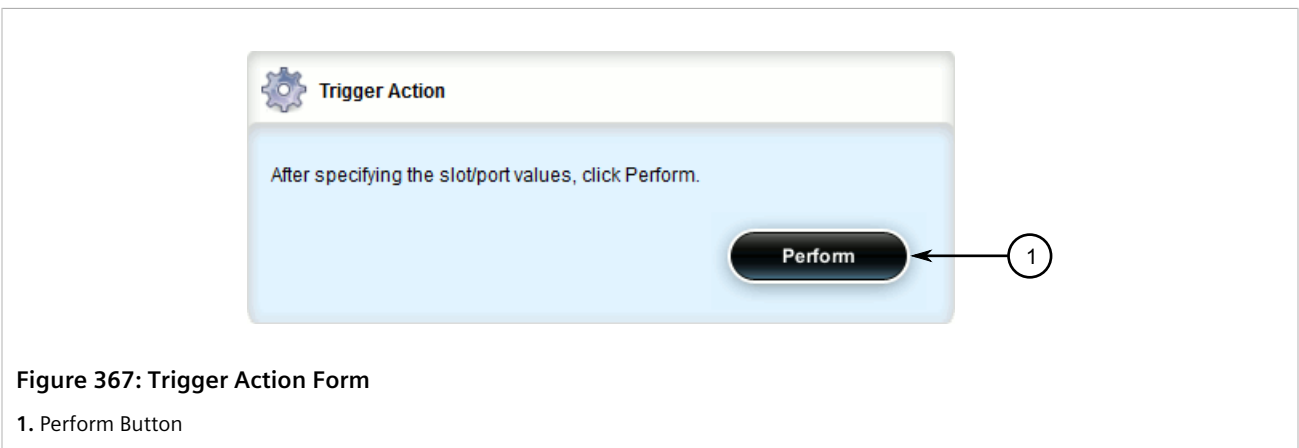 Trigger Action
After specifying the slot/port values, click Perform.
Perform
1
Figure 367: Trigger Action Form
1. Perform Button